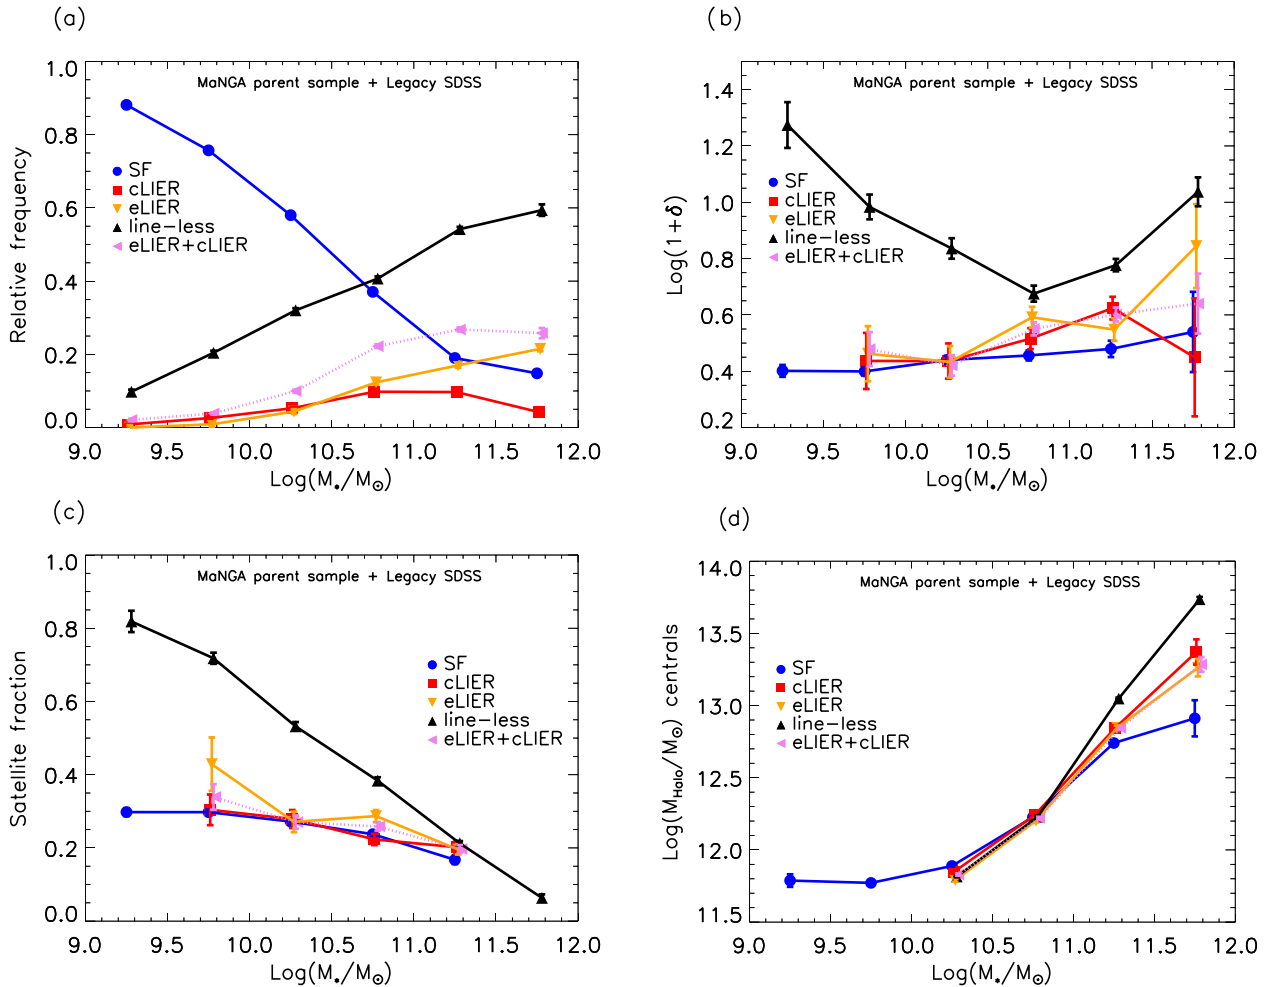 (a)
MaNGA parent sample + Legacy SDSS
Relative frequency
1.0
0.8
0.6
0.4
0.2
0.0
SF
cLIER
eLIER
line-less
eLIER+cLIER
9.0 9.5 10.0 10.5 11.0 11.5 12.0
Log(M*/M⊙)
(b)
MaNGA parent sample + Legacy SDSS
Log(1+δ)
1.4
1.2
1.0
0.8
0.6
0.4
0.2
SF
cLIER
eLIER
line-less
eLIER+cLIER
9.0 9.5 10.0 10.5 11.0 11.5 12.0
Log(M*/M⊙)
(c)
MaNGA parent sample + Legacy SDSS
Satellite fraction
1.0
0.8
0.6
0.4
0.2
0.0
SF
cLIER
eLIER
line-less
eLIER+cLIER
9.0 9.5 10.0 10.5 11.0 11.5 12.0
Log(M*/M⊙)
(d)
MaNGA parent sample + Legacy SDSS
Log(MHalo/M⊙) centrals
14.0
13.5
13.0
12.5
12.0
11.5
SF
cLIER
eLIER
line-less
eLIER+cLIER
9.0 9.5 10.0 10.5 11.0 11.5 12.0
Log(M*/M⊙)